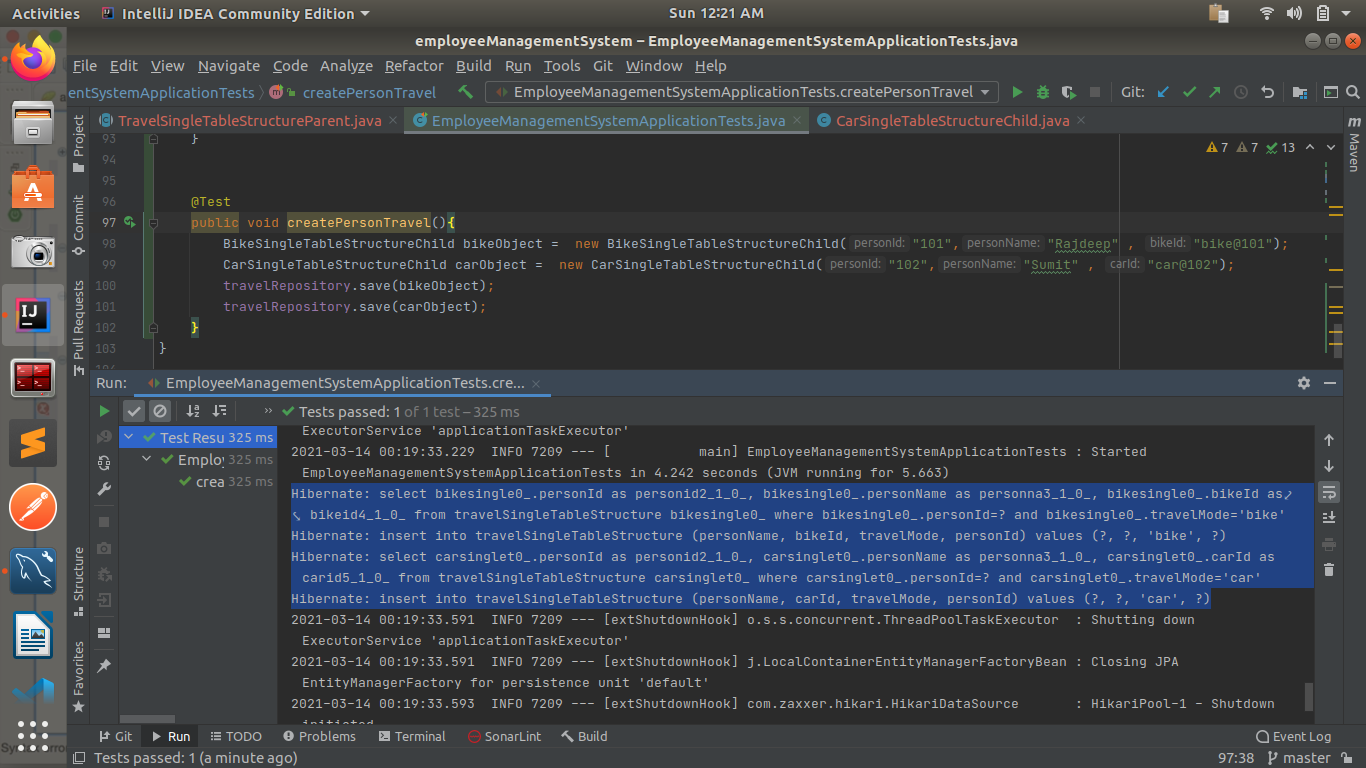 Activities
IntelliJ IDEA Community Edition
Sun 12:21 AM
employeeManagementSystem – EmployeeManagementSystemApplicationTests.java
File Edit View Navigate Code Analyze Refactor Build Run Tools Git Window Help
entSystemApplicationTests
createPersonTravel
EmployeeManagementSystemApplicationTests.createPersonTravel
Git:
TravelSingleTableStructureParent.java
EmployeeManagementSystemApplicationTests.java
CarSingleTableStructureChild.java
Project
Commit
Pull Requests
Structure
Favorites
Maven
7 7 13
93 }
94
95
96 @Test
97 public void createPersonTravel(){
98 BikeSingleTableStructureChild bikeObject =  new BikeSingleTableStructureChild( personId: "101", personName: "Rajdeep" , bikeId: "bike@101");
99 CarSingleTableStructureChild carObject =  new CarSingleTableStructureChild( personId: "102", personName: "Sumit" , carId: "car@102");
100 travelRepository.save(bikeObject);
101 travelRepository.save(carObject);
102 }
103 }
Run:
EmployeeManagementSystemApplicationTests.cre...
Tests passed: 1 of 1 test – 325 ms
Test Resu 325 ms
Employ 325 ms
crea 325 ms
ExecutorService 'applicationTaskExecutor'
2021-03-14 00:19:33.229  INFO 7209 --- [           main] EmployeeManagementSystemApplicationTests : Started
EmployeeManagementSystemApplicationTests in 4.242 seconds (JVM running for 5.663)
Hibernate: select bikesingle0_.personId as personid2_1_0_, bikesingle0_.personName as personna3_1_0_, bikesingle0_.bikeId as
bikeid4_1_0_ from travelSingleTableStructure bikesingle0_ where bikesingle0_.personId=? and bikesingle0_.travelMode='bike'
Hibernate: insert into travelSingleTableStructure (personName, bikeId, travelMode, personId) values (?, ?, 'bike', ?)
Hibernate: select carsinglet0_.personId as personid2_1_0_, carsinglet0_.personName as personna3_1_0_, carsinglet0_.carId as
carid5_1_0_ from travelSingleTableStructure carsinglet0_ where carsinglet0_.personId=? and carsinglet0_.travelMode='car'
Hibernate: insert into travelSingleTableStructure (personName, carId, travelMode, personId) values (?, ?, 'car', ?)
2021-03-14 00:19:33.591  INFO 7209 --- [extShutdownHook] o.s.s.concurrent.ThreadPoolTaskExecutor  : Shutting down
ExecutorService 'applicationTaskExecutor'
2021-03-14 00:19:33.591  INFO 7209 --- [extShutdownHook] j.LocalContainerEntityManagerFactoryBean : Closing JPA
EntityManagerFactory for persistence unit 'default'
2021-03-14 00:19:33.593  INFO 7209 --- [extShutdownHook] com.zaxxer.hikari.HikariDataSource       : HikariPool-1 - Shutdown
Git Run TODO Problems Terminal SonarLint Build Event Log
Tests passed: 1 (a minute ago)
97:38 master